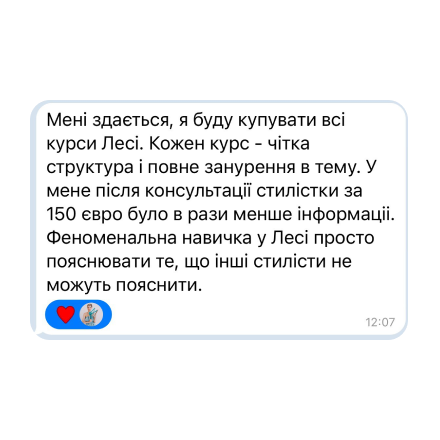 Мені здається, я буду купувати всі
курси Лесі. Кожен курс - чітка
структура і повне занурення в тему. У
мене після консультації стилістки за
150 євро було в рази менше інформації.
Феноменальна навичка у Лесі просто
пояснювати те, що інші стилісти не
можуть пояснити.
12:07